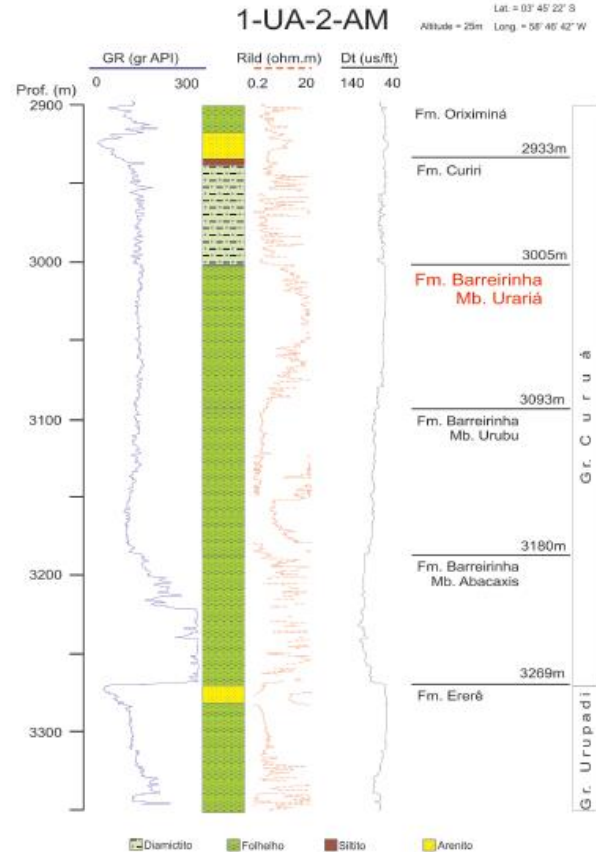 1-UA-2-AM
Lat. = 03° 45' 22" S
Altitude = 25m Long. = 58° 46' 42" W
GR (gr API) Rild (ohm.m) Dt (us/ft)
Prof. (m) 0 300 0.2 20 140 40
2900
Fm. Oriximiná
2933m
Fm. Curiri
3000
3005m
Fm. Barreirinha
Mb. Urariá
3093m
3100
Fm. Barreirinha
Mb. Urubu
3180m
Fm. Barreirinha
Mb. Abacaxis
3200
3269m
Fm. Ererê
3300
Gr. Curuá
Gr. Urupadi
Diamictito Folhelho Siltito Arenito